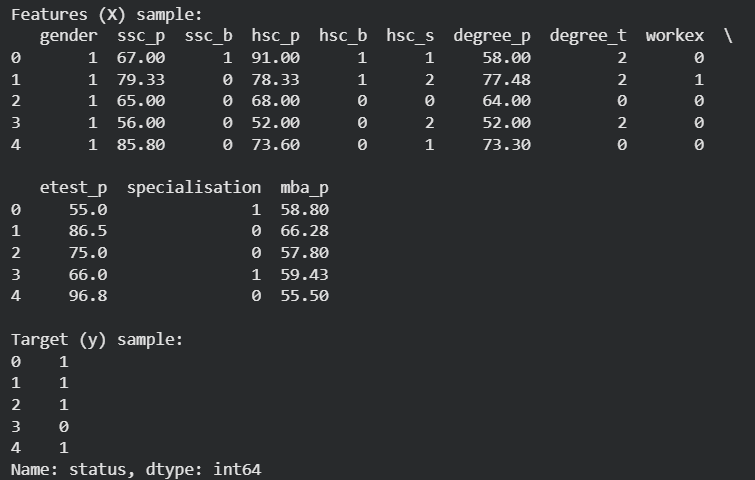 Features (X) sample:
   gender  ssc_p  ssc_b  hsc_p  hsc_b  hsc_s  degree_p  degree_t  workex  \
0       1  67.00      1  91.00      1      1     58.00         2       0
1       1  79.33      0  78.33      1      2     77.48         2       1
2       1  65.00      0  68.00      0      0     64.00         0       0
3       1  56.00      0  52.00      0      2     52.00         2       0
4       1  85.80      0  73.60      0      1     73.30         0       0

   etest_p  specialisation  mba_p
0     55.0               1  58.80
1     86.5               0  66.28
2     75.0               0  57.80
3     66.0               1  59.43
4     96.8               0  55.50

Target (y) sample:
0    1
1    1
2    1
3    0
4    1
Name: status, dtype: int64